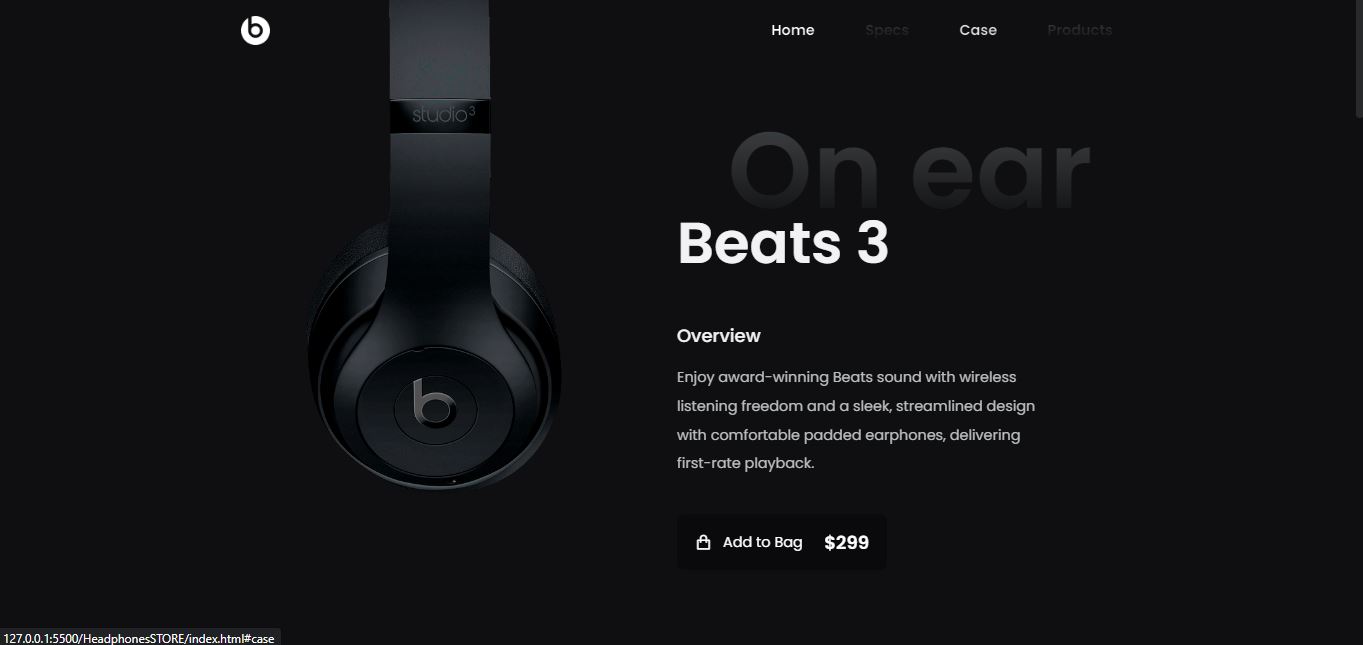 Home Specs Case Products
studio3
On ear
Beats 3
Overview
Enjoy award-winning Beats sound with wireless
listening freedom and a sleek, streamlined design
with comfortable padded earphones, delivering
first-rate playback.
Add to Bag $299
127.0.0.1:5500/HeadphonesSTORE/index.html#case